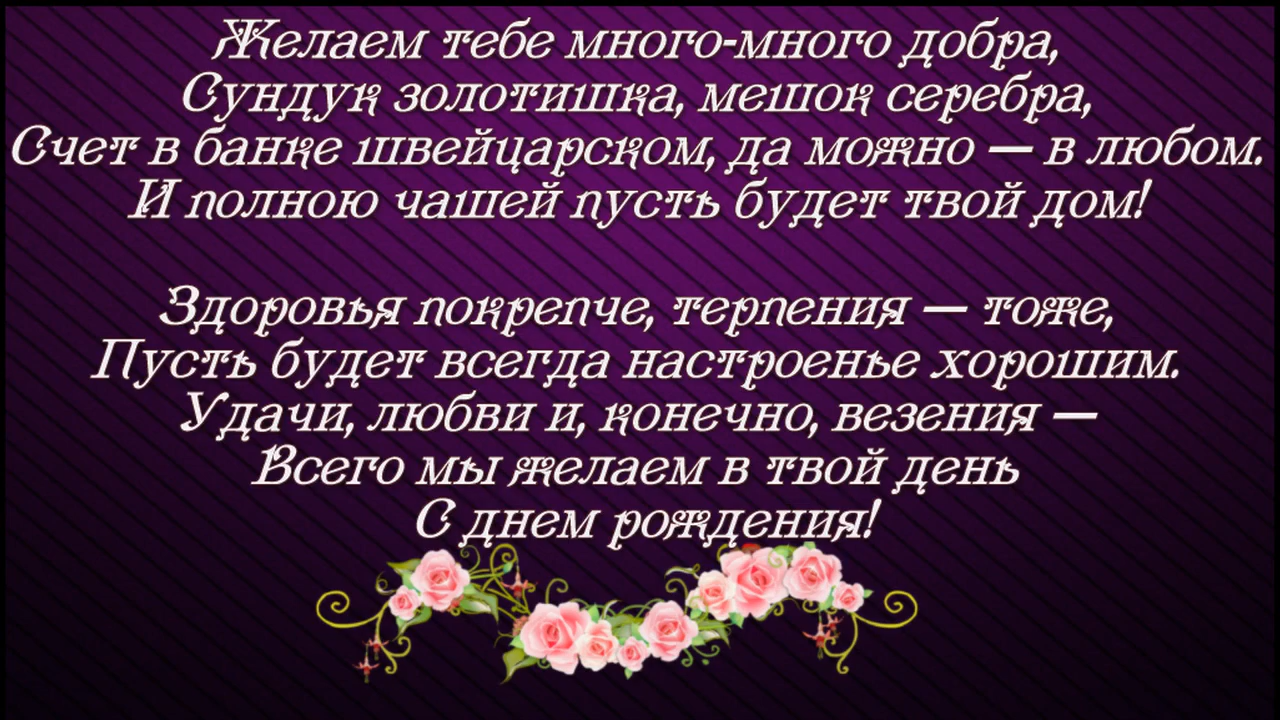 Желаем тебе много-много добра,
Сундук золотишка, мешок серебра,
Счет в банке швейцарском, да можно — в любом.
И полною чашей пусть будет твой дом!
Здоровья покрепче, терпения — тоже,
Пусть будет всегда настроенье хорошим.
Удачи, любви и, конечно, везения —
Всего мы желаем в твой день
С днем рождения!